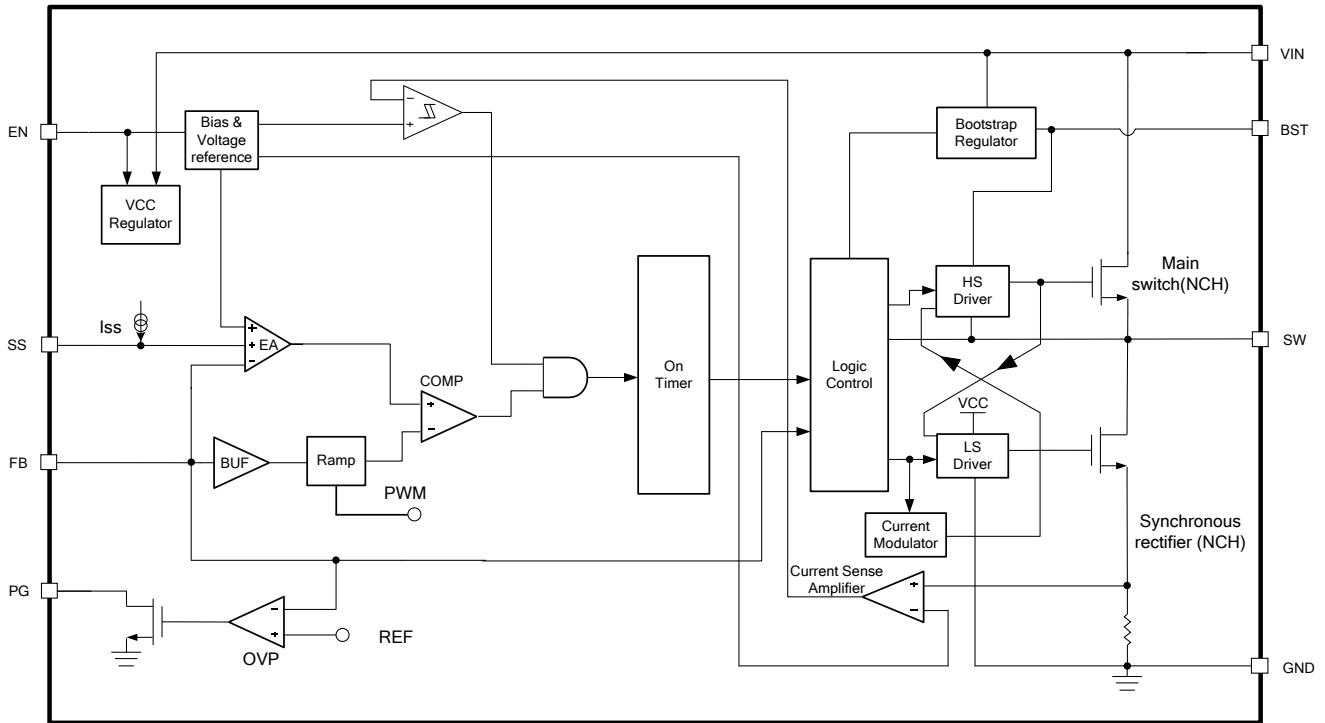 VIN
EN
Bias &
Voltage
reference
−
+
Bootstrap
Regulator
BST
VCC
Regulator
HS
Driver
Main
switch(NCH)
Iss
SS
+
+
−
EA
On
Timer
Logic
Control
SW
COMP
+
−
VCC
LS
Driver
FB
BUF
Ramp
PWM
Current
Modulator
Synchronous
rectifier (NCH)
Current Sense
Amplifier
+
−
PG
−
+
REF
OVP
GND